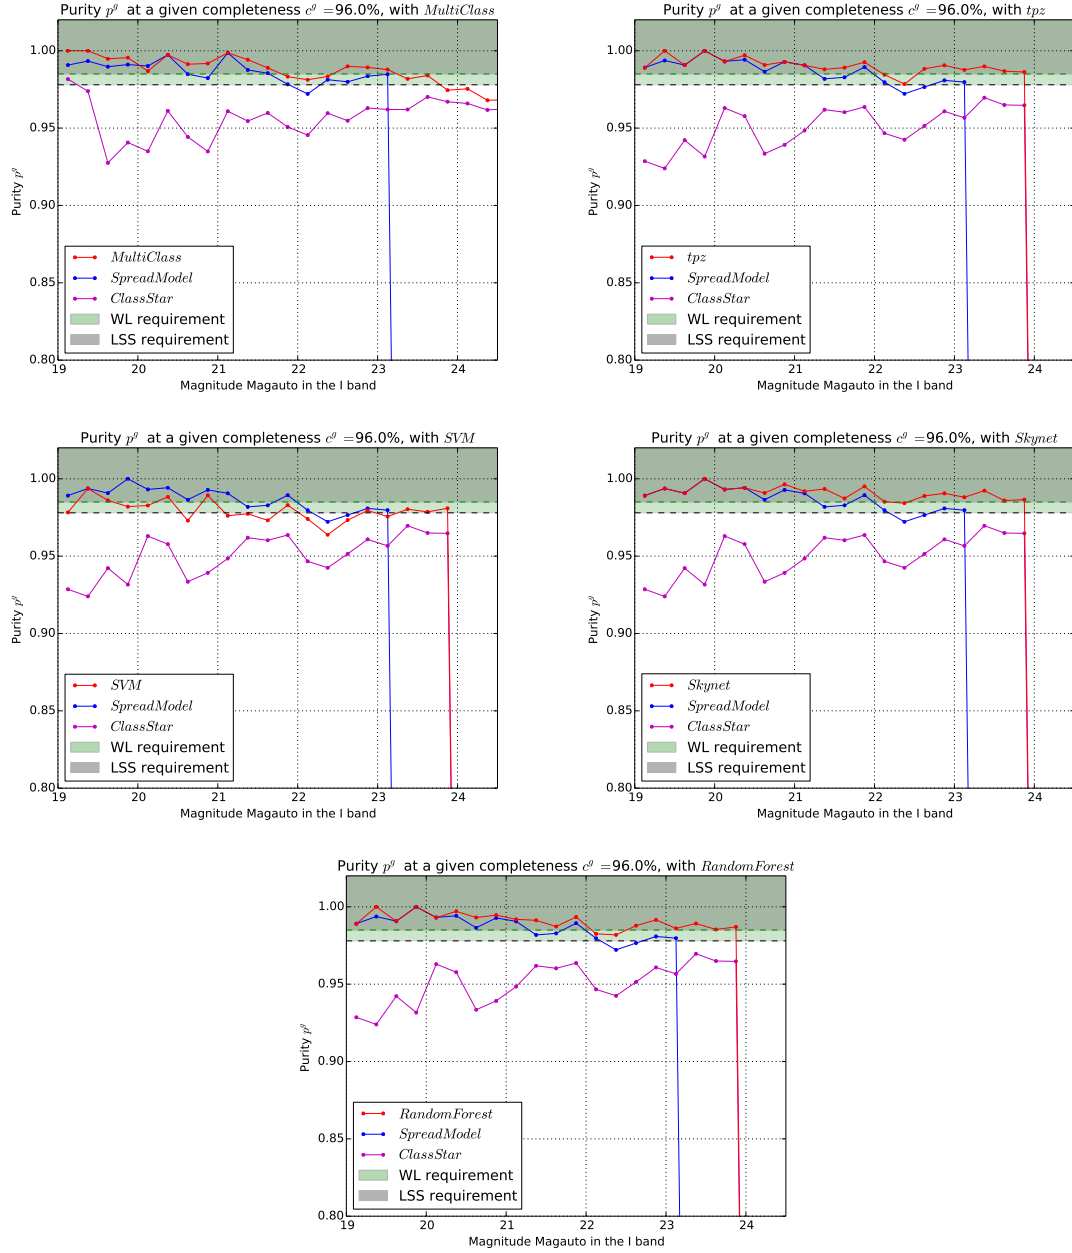 Purity p^g at a given completeness c^g =96.0%, with MultiClass
1.00
0.95
0.90
0.85
0.80
Purity p^g
MultiClass
SpreadModel
ClassStar
WL requirement
LSS requirement
19 20 21 22 23 24
Magnitude Magauto in the I band
Purity p^g at a given completeness c^g =96.0%, with tpz
1.00
0.95
0.90
0.85
0.80
Purity p^g
tpz
SpreadModel
ClassStar
WL requirement
LSS requirement
19 20 21 22 23 24
Magnitude Magauto in the I band
Purity p^g at a given completeness c^g =96.0%, with SVM
1.00
0.95
0.90
0.85
0.80
Purity p^g
SVM
SpreadModel
ClassStar
WL requirement
LSS requirement
19 20 21 22 23 24
Magnitude Magauto in the I band
Purity p^g at a given completeness c^g =96.0%, with Skynet
1.00
0.95
0.90
0.85
0.80
Purity p^g
Skynet
SpreadModel
ClassStar
WL requirement
LSS requirement
19 20 21 22 23 24
Magnitude Magauto in the I band
Purity p^g at a given completeness c^g =96.0%, with RandomForest
1.00
0.95
0.90
0.85
0.80
Purity p^g
RandomForest
SpreadModel
ClassStar
WL requirement
LSS requirement
19 20 21 22 23 24
Magnitude Magauto in the I band